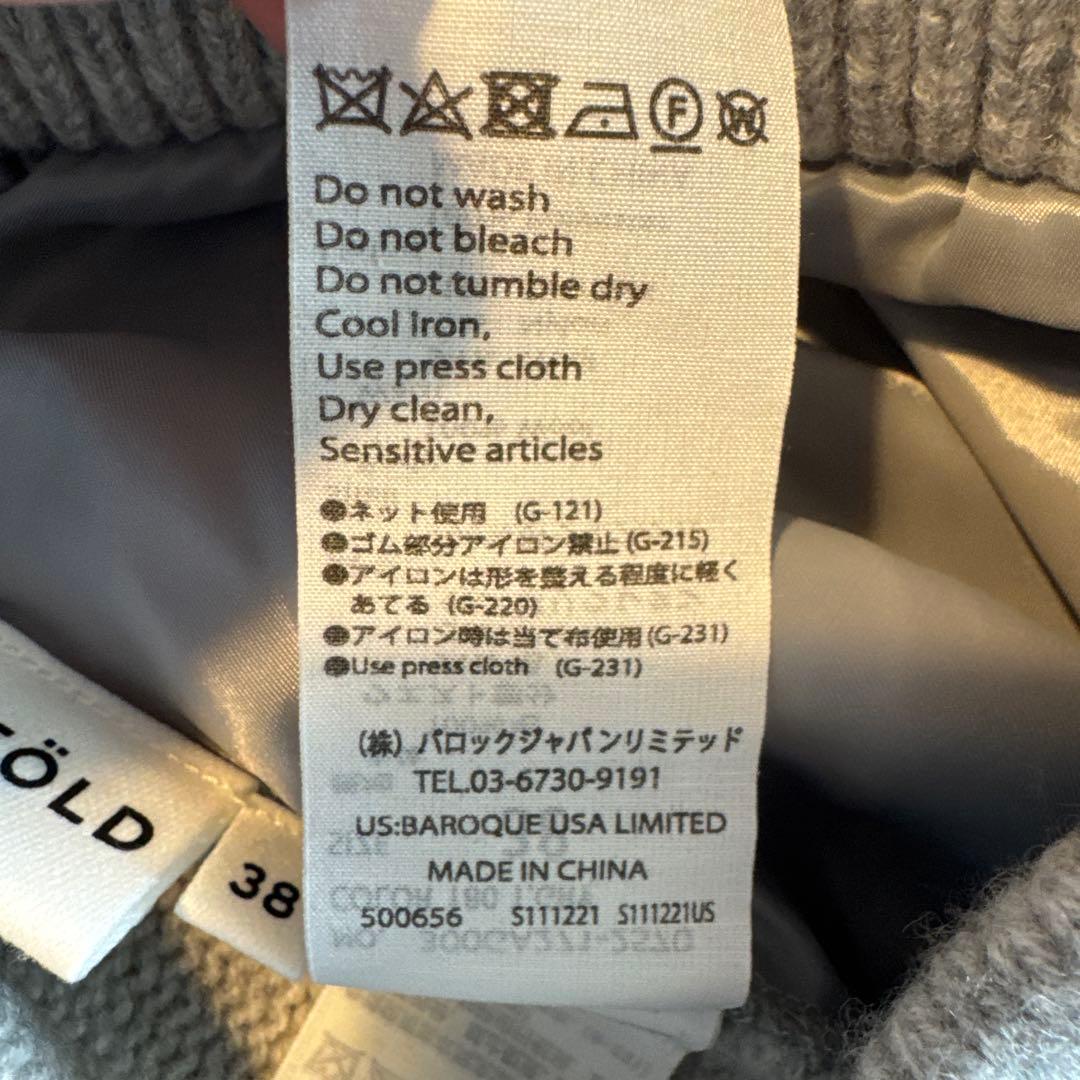 F
W
Do not wash
Do not bleach
Do not tumble dry
Cool iron,
Use press cloth
Dry clean,
Sensitive articles
●ネット使用 (G-121)
●ゴム部分アイロン禁止(G-215)
●アイロンは形を整える程度に軽く
あてる (G-220)
●アイロン時は当て布使用(G-231)
●Use press cloth (G-231)
(株) バロックジャパンリミテッド
TEL.03-6730-9191
US:BAROQUE USA LIMITED
MADE IN CHINA
500656 S111221 S111221US
ÖLD
38